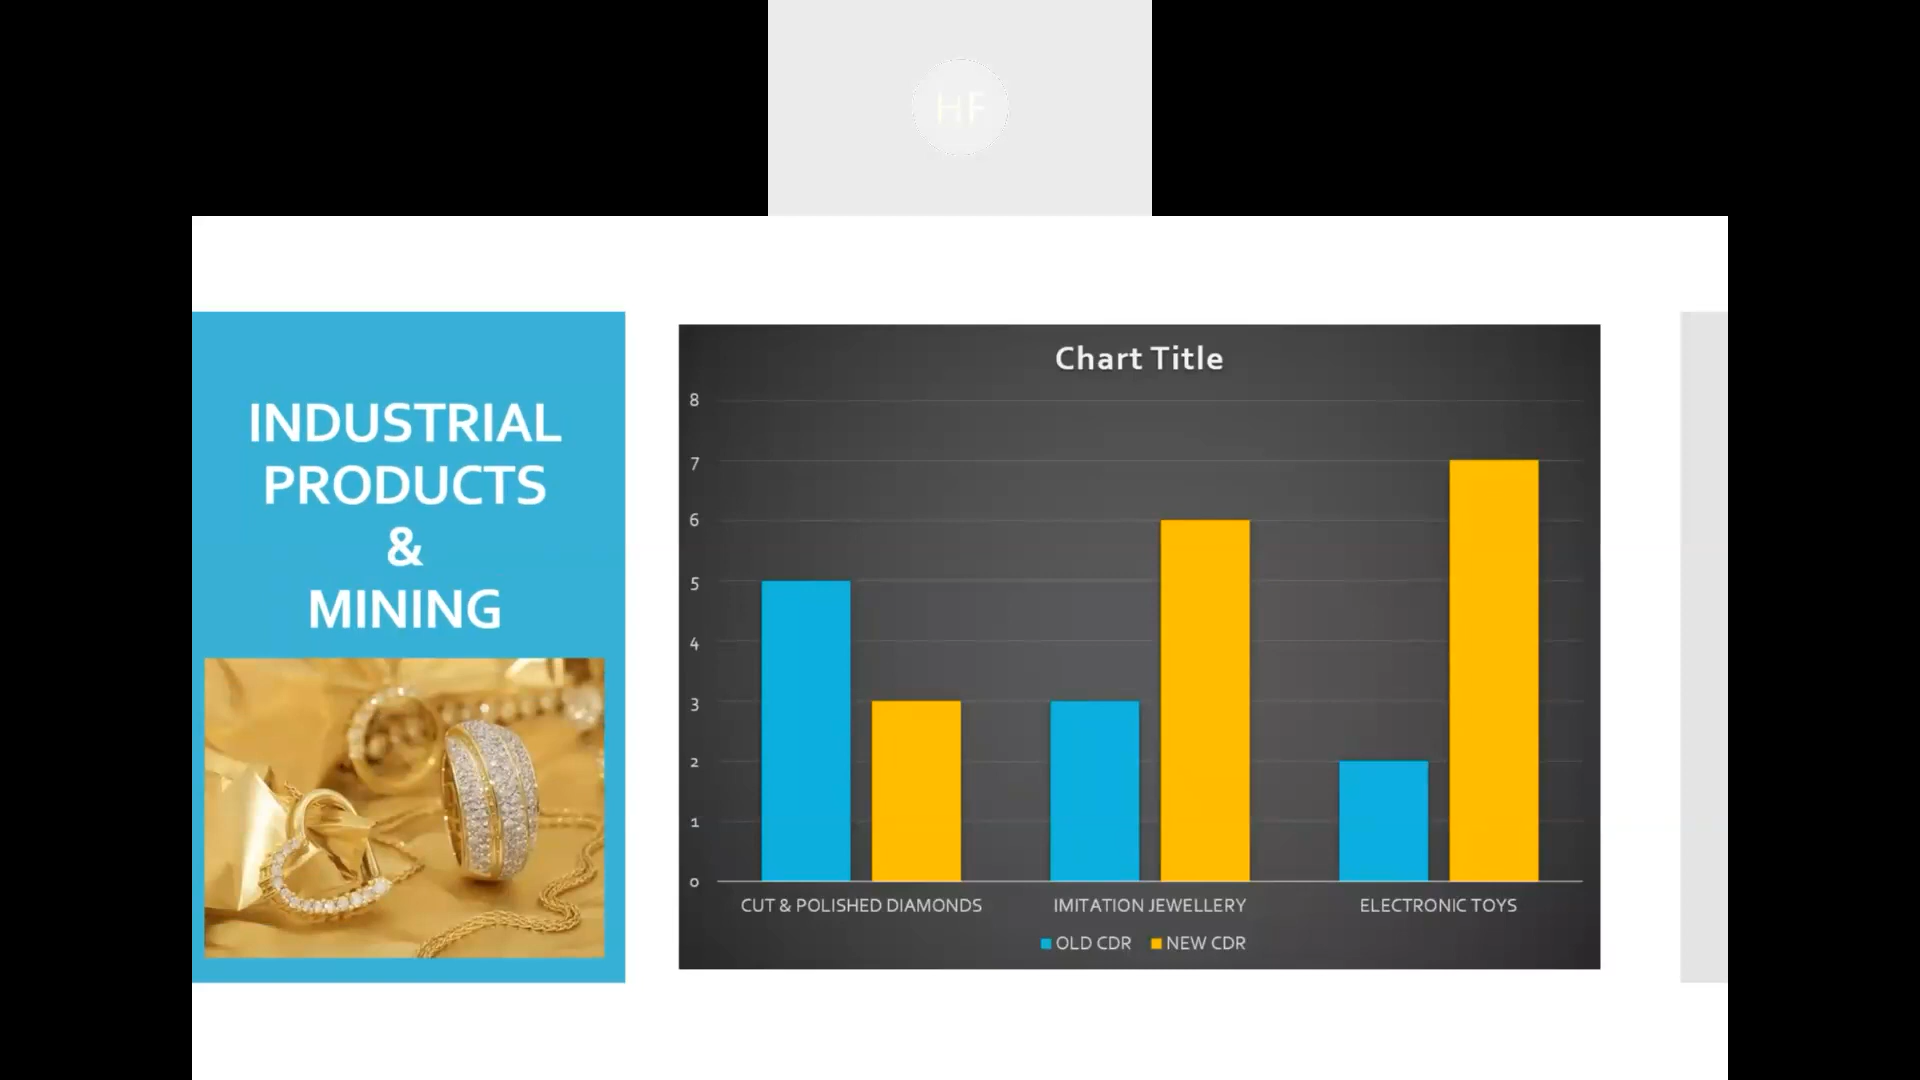 HF
INDUSTRIAL
PRODUCTS
&
MINING
Chart Title
8
7
6
5
4
3
2
1
0
CUT & POLISHED DIAMONDS
IMITATION JEWELLERY
ELECTRONIC TOYS
OLD CDR
NEW CDR